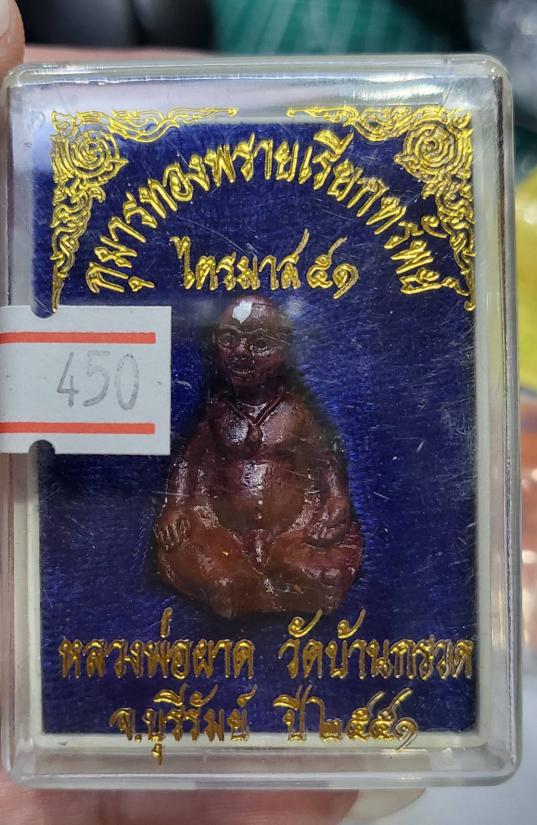 กุมารทองพรายเรียกทรัพย์
ไตรมาส ๕๑
450
หลวงพ่อผาด วัดบ้านกรวด
จ.บุรีรัมย์ ปี๒๕๕๑